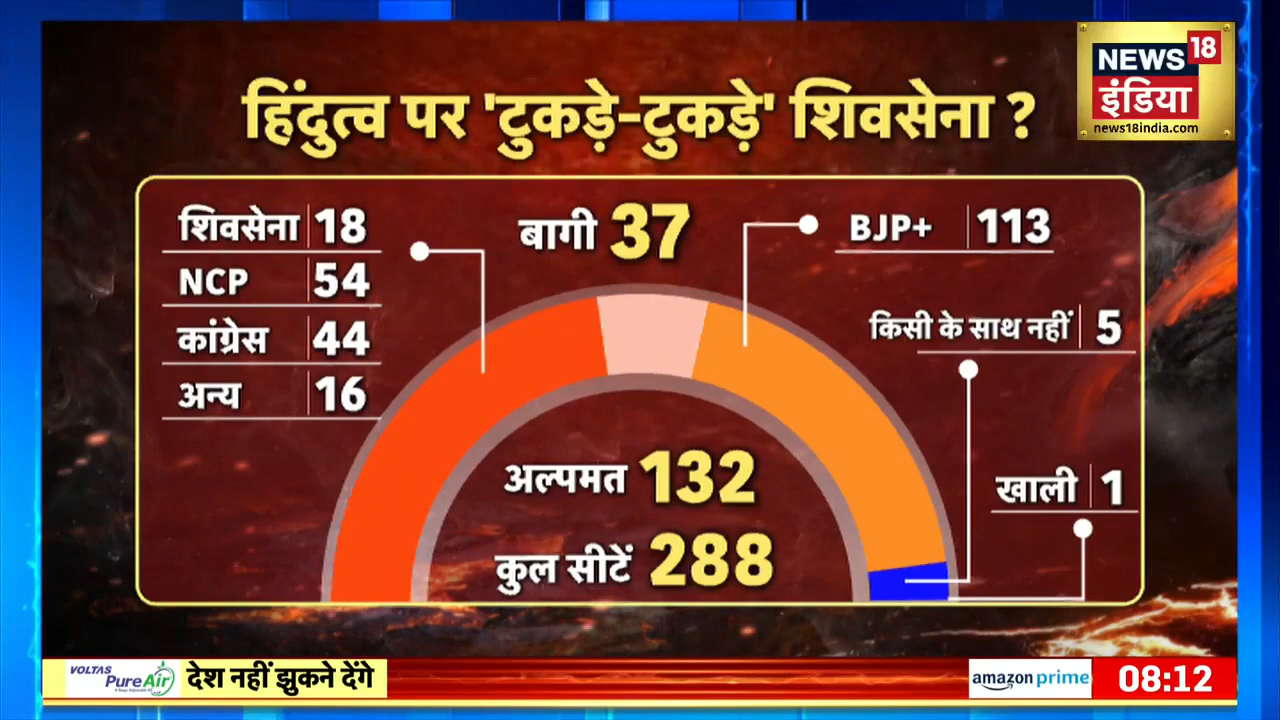 NEWS 18
इंडिया
news18india.com
हिंदुत्व पर 'टुकड़े-टुकड़े' शिवसेना ?
शिवसेना 18
NCP 54
कांग्रेस 44
अन्य 16
बागी 37
BJP+ 113
किसी के साथ नहीं 5
खाली 1
अल्पमत 132
कुल सीटें 288
VOLTAS
PureAir
देश नहीं झुकने देंगे
amazon prime
08:12